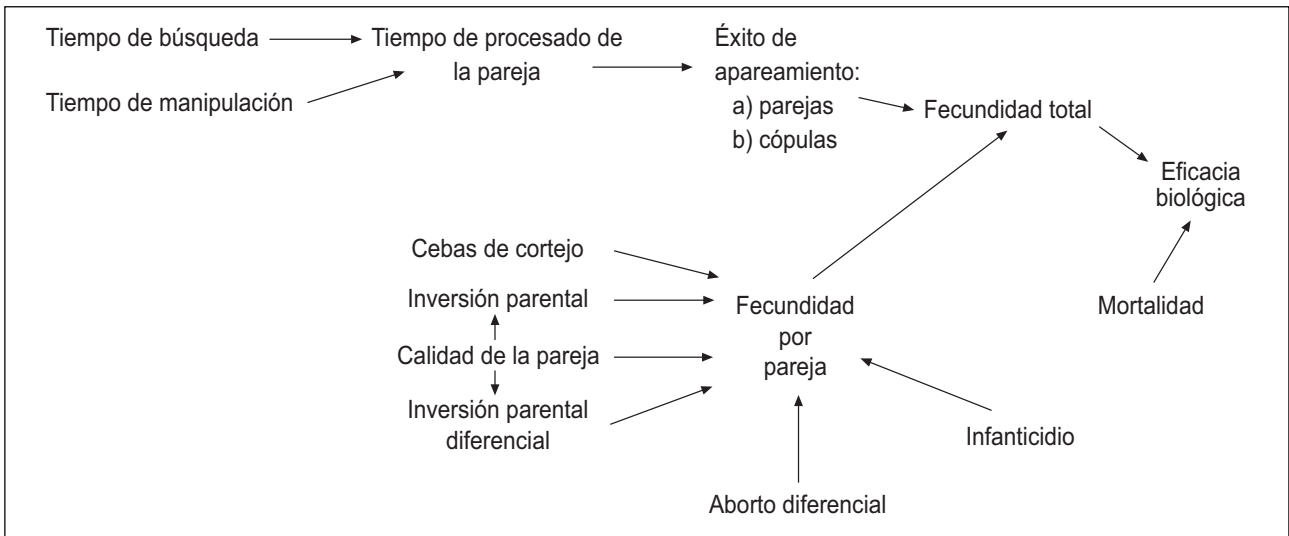 Tiempo de búsqueda
Tiempo de manipulación
Tiempo de procesado de
la pareja
Éxito de
apareamiento:
a) parejas
b) cópulas
Fecundidad total
Eficacia
biológica
Mortalidad
Cebas de cortejo
Inversión parental
Calidad de la pareja
Inversión parental
diferencial
Fecundidad
por
pareja
Infanticidio
Aborto diferencial